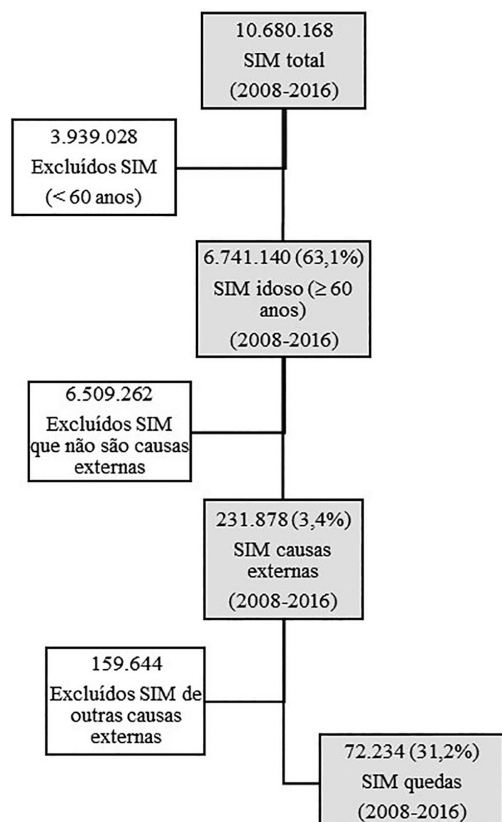 10.680.168
SIM total
(2008-2016)
3.939.028
Excluídos SIM
(< 60 anos)
6.741.140 (63,1%)
SIM idoso (≥ 60
anos)
(2008-2016)
6.509.262
Excluídos SIM
que não são causas
externas
231.878 (3,4%)
SIM causas
externas
(2008-2016)
159.644
Excluídos SIM de
outras causas
externas
72.234 (31,2%)
SIM quedas
(2008-2016)